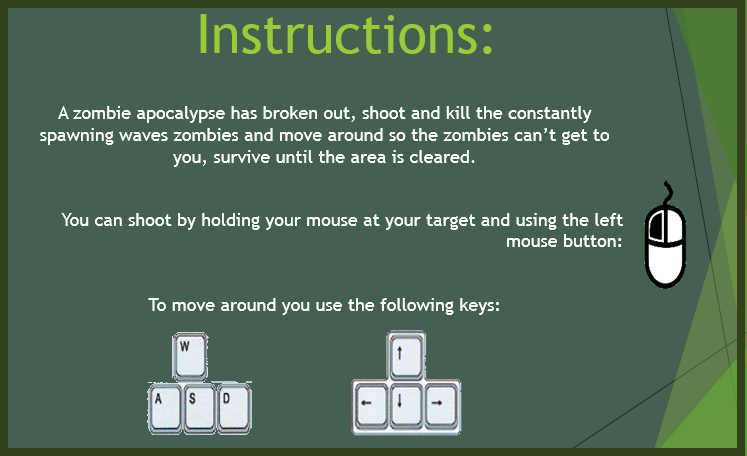 Instructions:
A zombie apocalypse has broken out, shoot and kill the constantly
spawning waves zombies and move around so the zombies can’t get to
you, survive until the area is cleared.
You can shoot by holding your mouse at your target and using the left
mouse button:
To move around you use the following keys:
W
A S D
↑
← ↓ →